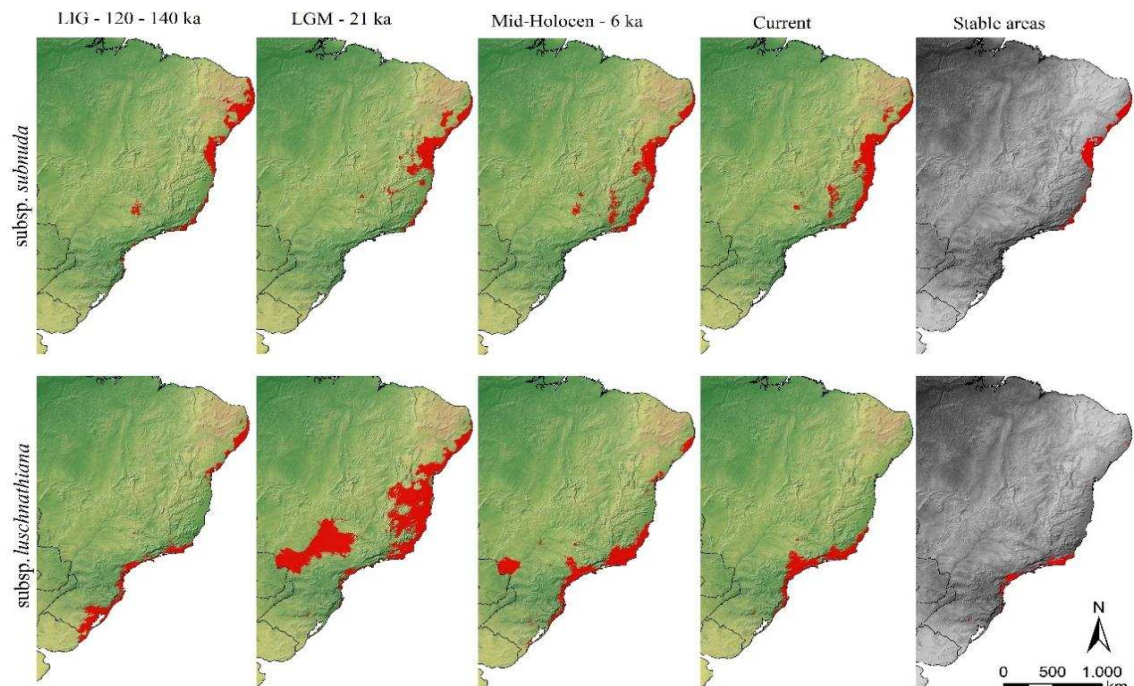 LIG - 120 - 140 ka
LGM - 21 ka
Mid-Holocen - 6 ka
Current
Stable areas
subsp. subnuda
subsp. luschnathiana
N
0 500 1.000
km